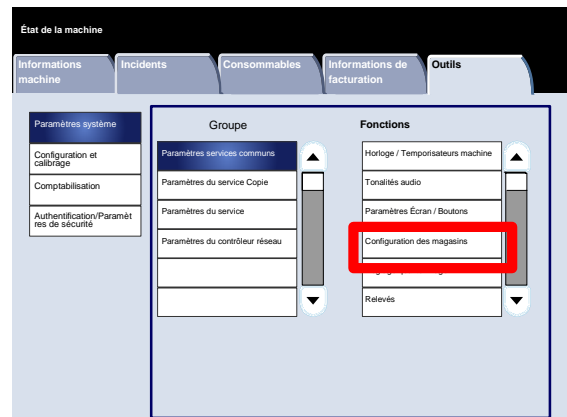 État de la machine
Informations
machine
Incidents
Consommables
Informations de
facturation
Outils
Paramètres système
Configuration et
calibrage
Comptabilisation
Authentification/Paramèt
res de sécurité
Groupe
Paramètres services communs
Paramètres du service Copie
Paramètres du service
Paramètres du contrôleur réseau
Fonctions
Horloge / Temporisateurs machine
Tonalités audio
Paramètres Écran / Boutons
Configuration des magasins
Relevés